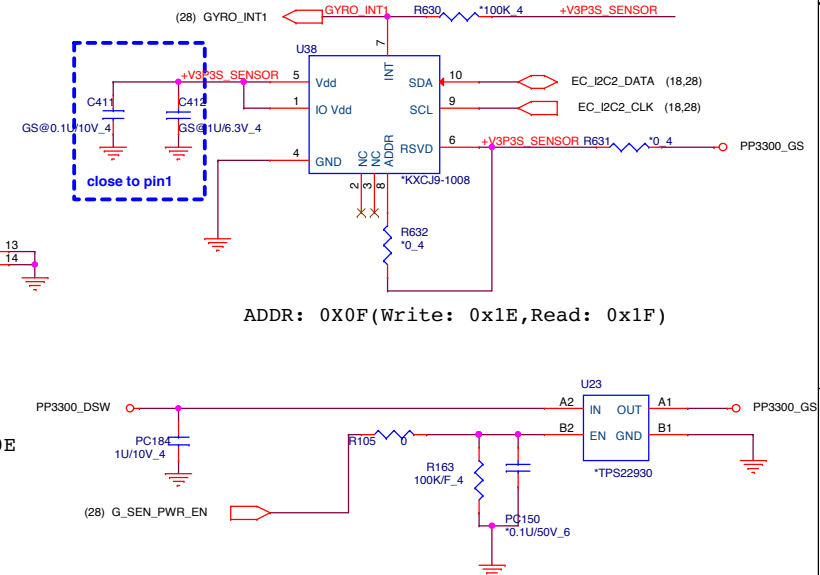 (28) GYRO_INT1
GYRO_INT1
R630
*100K_4
+V3P3S_SENSOR
7
U38
INT
+V3P3S_SENSOR
5
Vdd
SDA
10
EC_I2C2_DATA (18,28)
C411
C412
1
IO Vdd
SCL
9
EC_I2C2_CLK (18,28)
GS@0.1U/10V_4
GS@1U/6.3V_4
6
+V3P3S_SENSOR
R631
*0_4
PP3300_GS
RSVD
4
GND
NC
NC
ADDR
close to pin1
2
3
8
*KXCJ9-1008
R632
*0_4
13
14
ADDR: 0X0F(Write: 0x1E,Read: 0x1F)
U23
PP3300_DSW
A2
IN
OUT
A1
PP3300_GS
B2
EN
GND
B1
PC184
1U/10V_4
R105
0
R163
100K/F_4
*TPS22930
(28) G_SEN_PWR_EN
PC150
*0.1U/50V_6